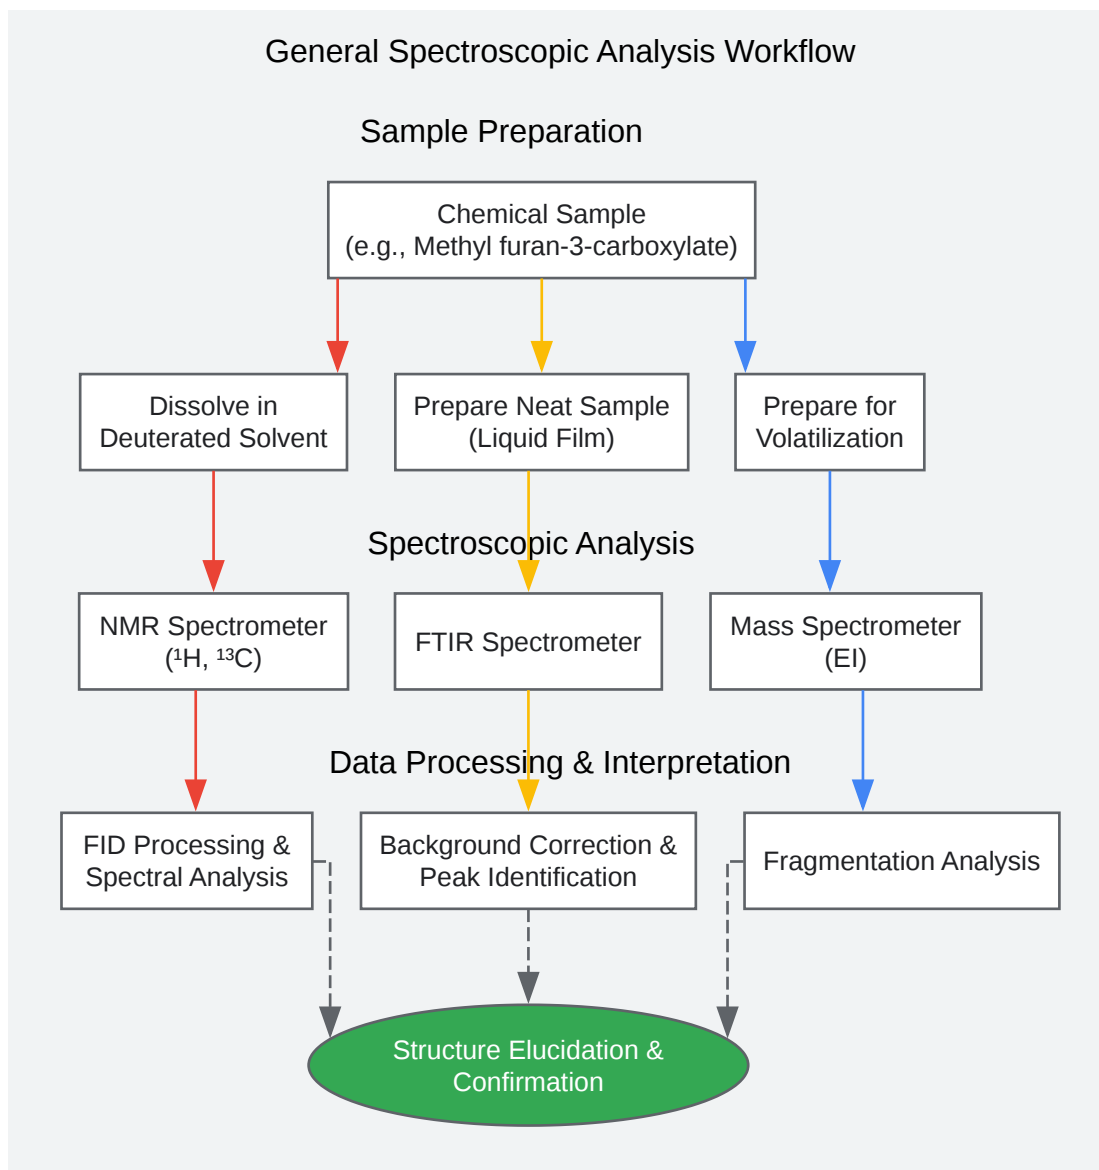 General Spectroscopic Analysis Workflow
Sample Preparation
Chemical Sample
(e.g., Methyl furan-3-carboxylate)
Dissolve in
Deuterated Solvent
Prepare Neat Sample
(Liquid Film)
Prepare for
Volatilization
Spectroscopic Analysis
NMR Spectrometer
(¹H, ¹³C)
FTIR Spectrometer
Mass Spectrometer
(EI)
Data Processing & Interpretation
FID Processing &
Spectral Analysis
Background Correction &
Peak Identification
Fragmentation Analysis
Structure Elucidation &
Confirmation